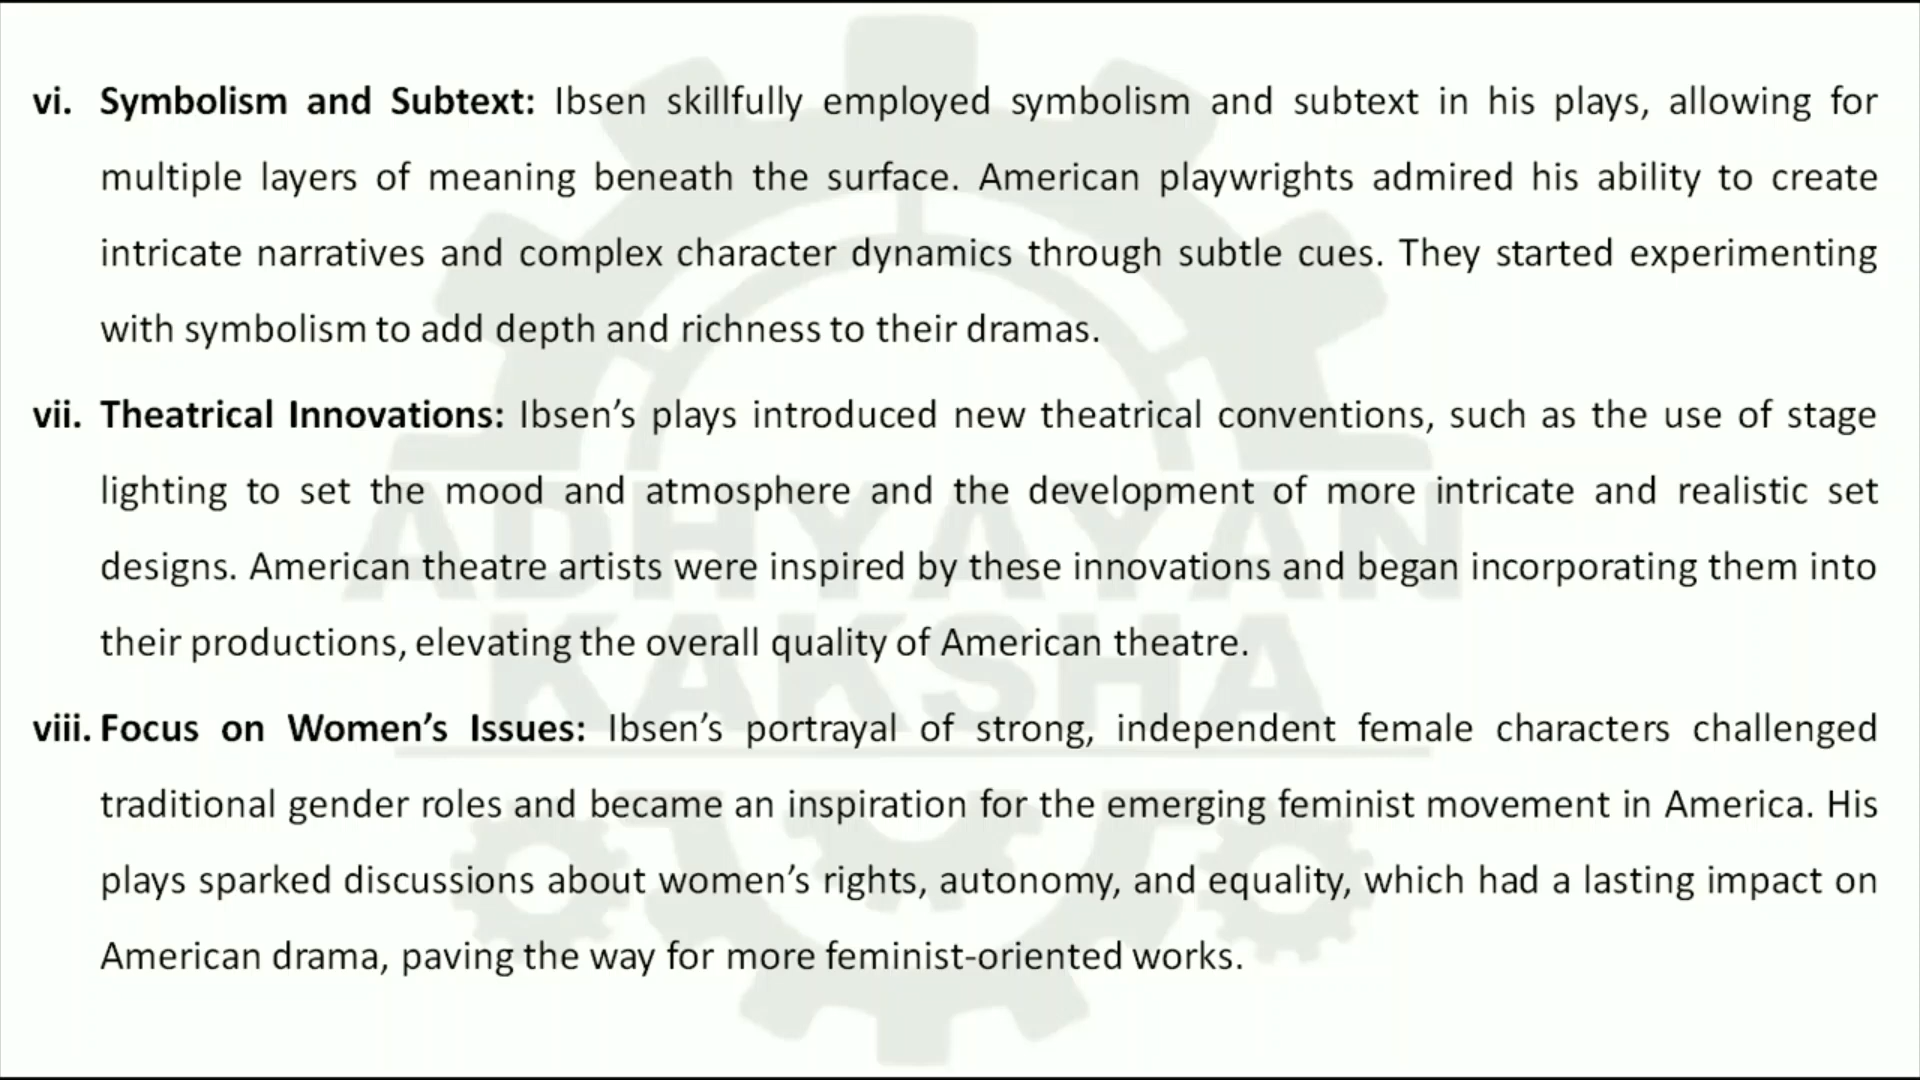 vi. Symbolism and Subtext: Ibsen skillfully employed symbolism and subtext in his plays, allowing for
multiple layers of meaning beneath the surface. American playwrights admired his ability to create
intricate narratives and complex character dynamics through subtle cues. They started experimenting
with symbolism to add depth and richness to their dramas.
vii. Theatrical Innovations: Ibsen’s plays introduced new theatrical conventions, such as the use of stage
lighting to set the mood and atmosphere and the development of more intricate and realistic set
designs. American theatre artists were inspired by these innovations and began incorporating them into
their productions, elevating the overall quality of American theatre.
viii. Focus on Women’s Issues: Ibsen’s portrayal of strong, independent female characters challenged
traditional gender roles and became an inspiration for the emerging feminist movement in America. His
plays sparked discussions about women’s rights, autonomy, and equality, which had a lasting impact on
American drama, paving the way for more feminist-oriented works.
ADHYAYAN
KAKSHA